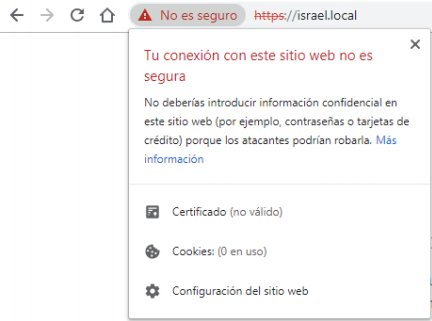 No es seguro https://israel.local
Tu conexión con este sitio web no es
segura
No deberías introducir información confidencial en
este sitio web (por ejemplo, contraseñas o tarjetas de
crédito) porque los atacantes podrían robarla. Más
información
Certificado (no válido)
Cookies: (0 en uso)
Configuración del sitio web